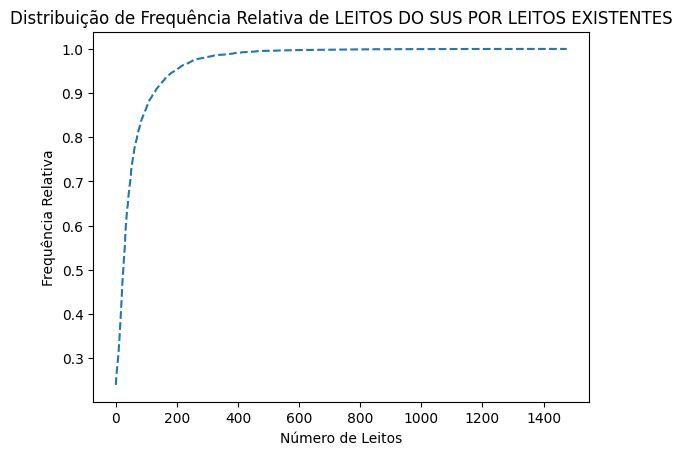 Distribuição de Frequência Relativa de LEITOS DO SUS POR LEITOS EXISTENTES
1.0
0.9
0.8
0.7
0.6
0.5
0.4
0.3
Frequência Relativa
0 200 400 600 800 1000 1200 1400
Número de Leitos